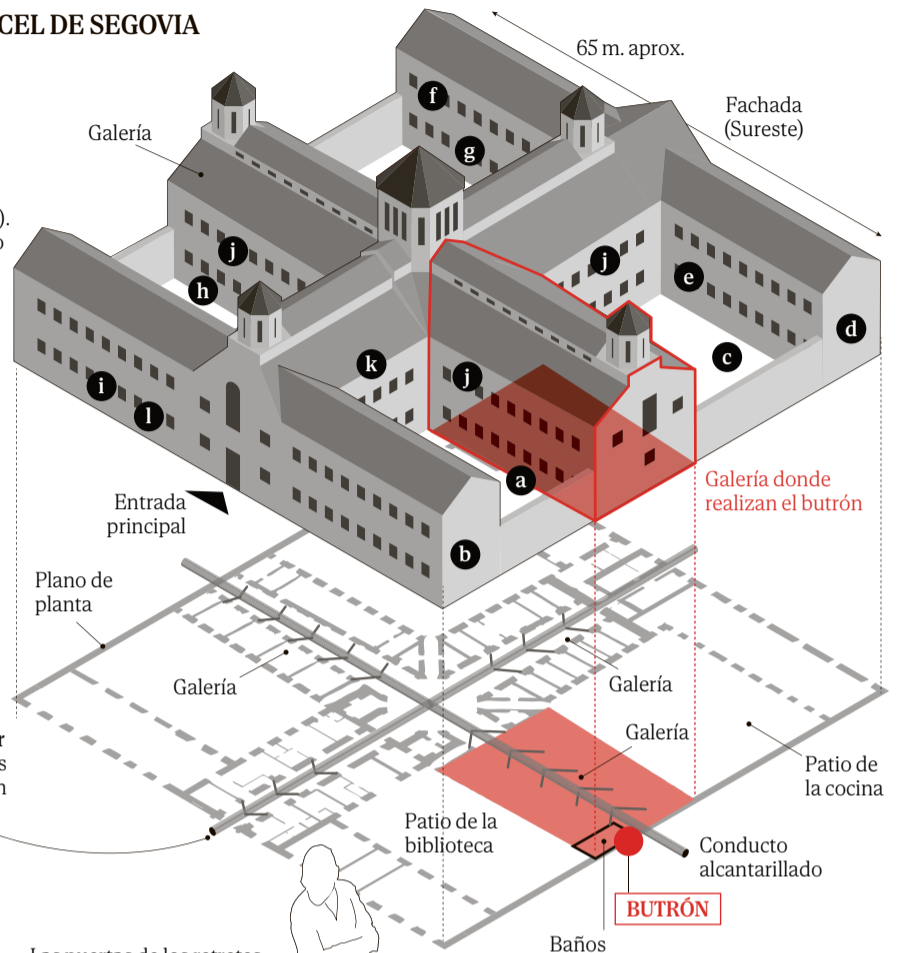 CEL DE SEGOVIA
65 m. aprox.
Fachada
(Sureste)
Galería
f
g
).
o
j
h
j
e
d
c
k
j
i
l
a
b
Entrada
principal
Galería donde
realizan el butrón
Plano de
planta
Galería
Galería
Galería
r
s
n
Patio de
la cocina
Patio de la
biblioteca
Conducto
alcantarillado
BUTRÓN
Baños